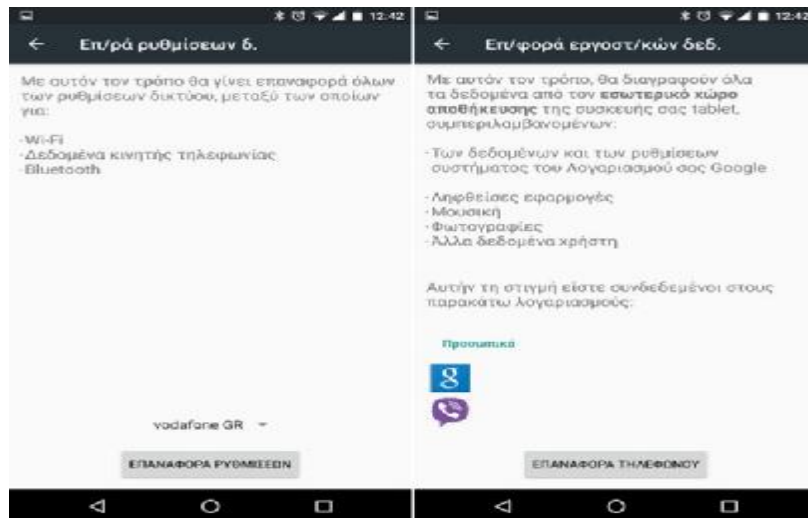 12:42
Επ/ρά ρυθμίσεων δ.
Με αυτόν τον τρόπο θα γίνει επαναφορά όλων
των ρυθμίσεων δικτύου, μεταξύ των οποίων
για:
-Wi-Fi
-Δεδομένα κινητής τηλεφωνίας
-Bluetooth
vodafone GR
ΕΠΑΝΑΦΟΡΑ ΡΥΘΜΙΣΕΩΝ
12:42
Επ/φορά εργοστ/κών δεδ.
Με αυτόν τον τρόπο, θα διαγραφούν όλα
τα δεδομένα από τον εσωτερικό χώρο
αποθήκευσης της συσκευής σας tablet,
συμπεριλαμβανομένων:
-Των δεδομένων και των ρυθμίσεων
συστήματος του Λογαριασμού σας Google
-Ληφθείσες εφαρμογές
-Μουσική
-Φωτογραφίες
-Άλλα δεδομένα χρήστη
Αυτήν τη στιγμή είστε συνδεδεμένοι στους
παρακάτω λογαριασμούς:
Προσωπικά
8
ΕΠΑΝΑΦΟΡΑ ΤΗΛΕΦΩΝΟΥ